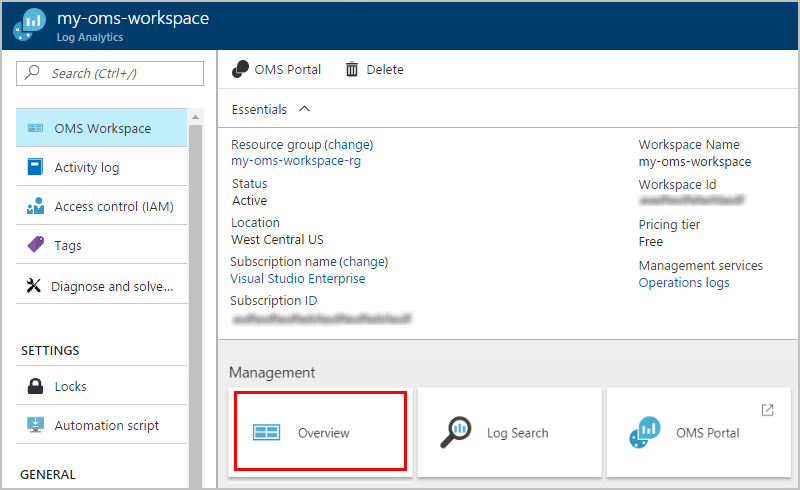 my-oms-workspace
Log Analytics
Search (Ctrl+/)
OMS Workspace
Activity log
Access control (IAM)
Tags
Diagnose and solve...
SETTINGS
Locks
Automation script
GENERAL
OMS Portal
Delete
Essentials
Resource group (change)
my-oms-workspace-rg
Status
Active
Location
West Central US
Subscription name (change)
Visual Studio Enterprise
Subscription ID
Workspace Name
my-oms-workspace
Workspace Id
Pricing tier
Free
Management services
Operations logs
Management
Overview
Log Search
OMS Portal